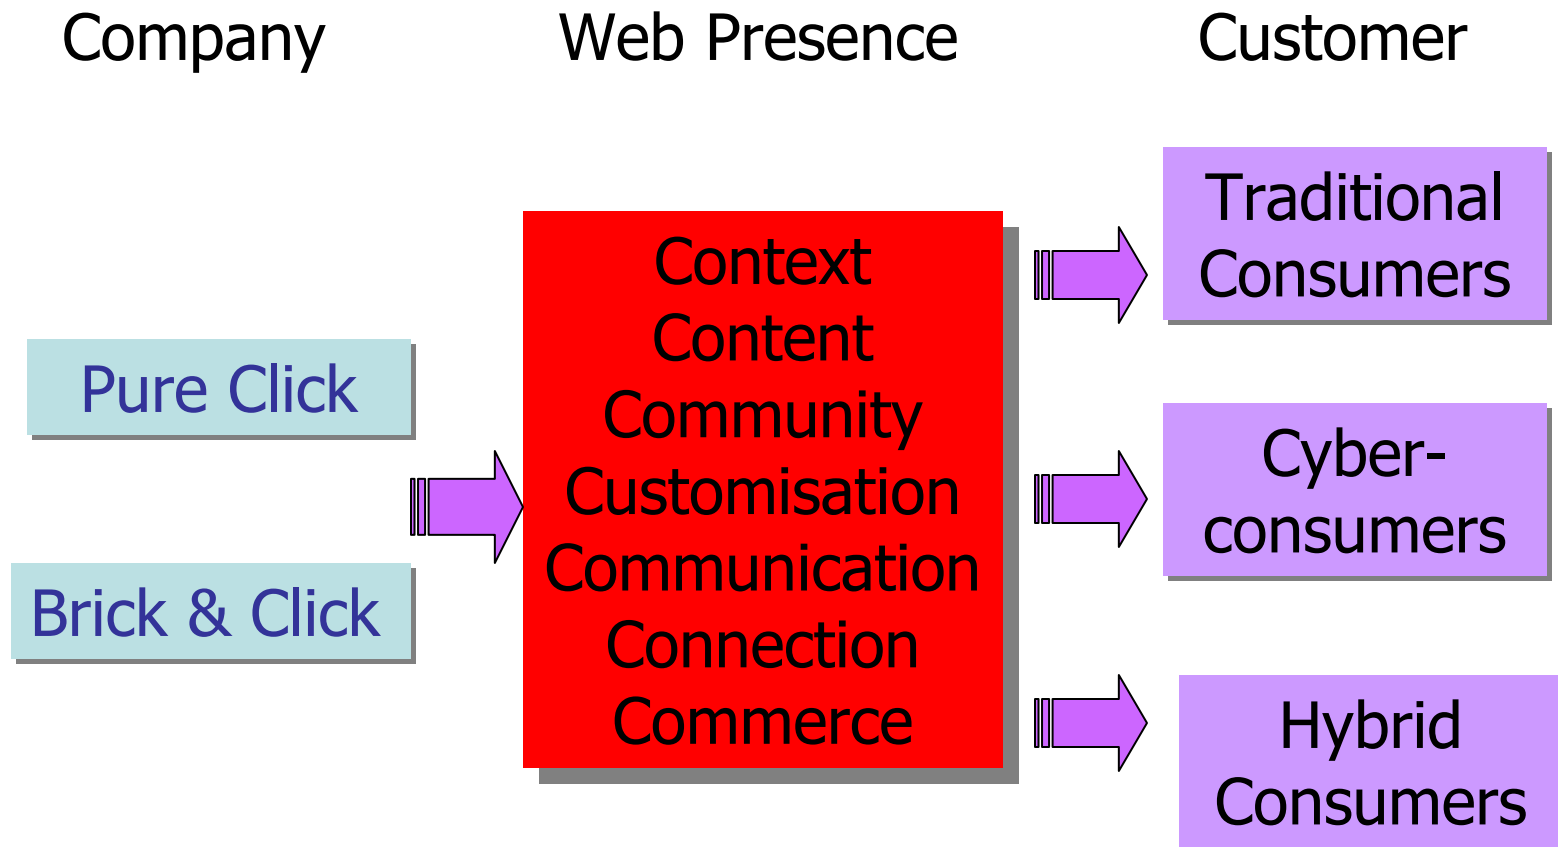 Company
Web Presence
Customer
Pure Click
Brick & Click
Context
Content
Community
Customisation
Communication
Connection
Commerce
Traditional
Consumers
Cyber-
consumers
Hybrid
Consumers